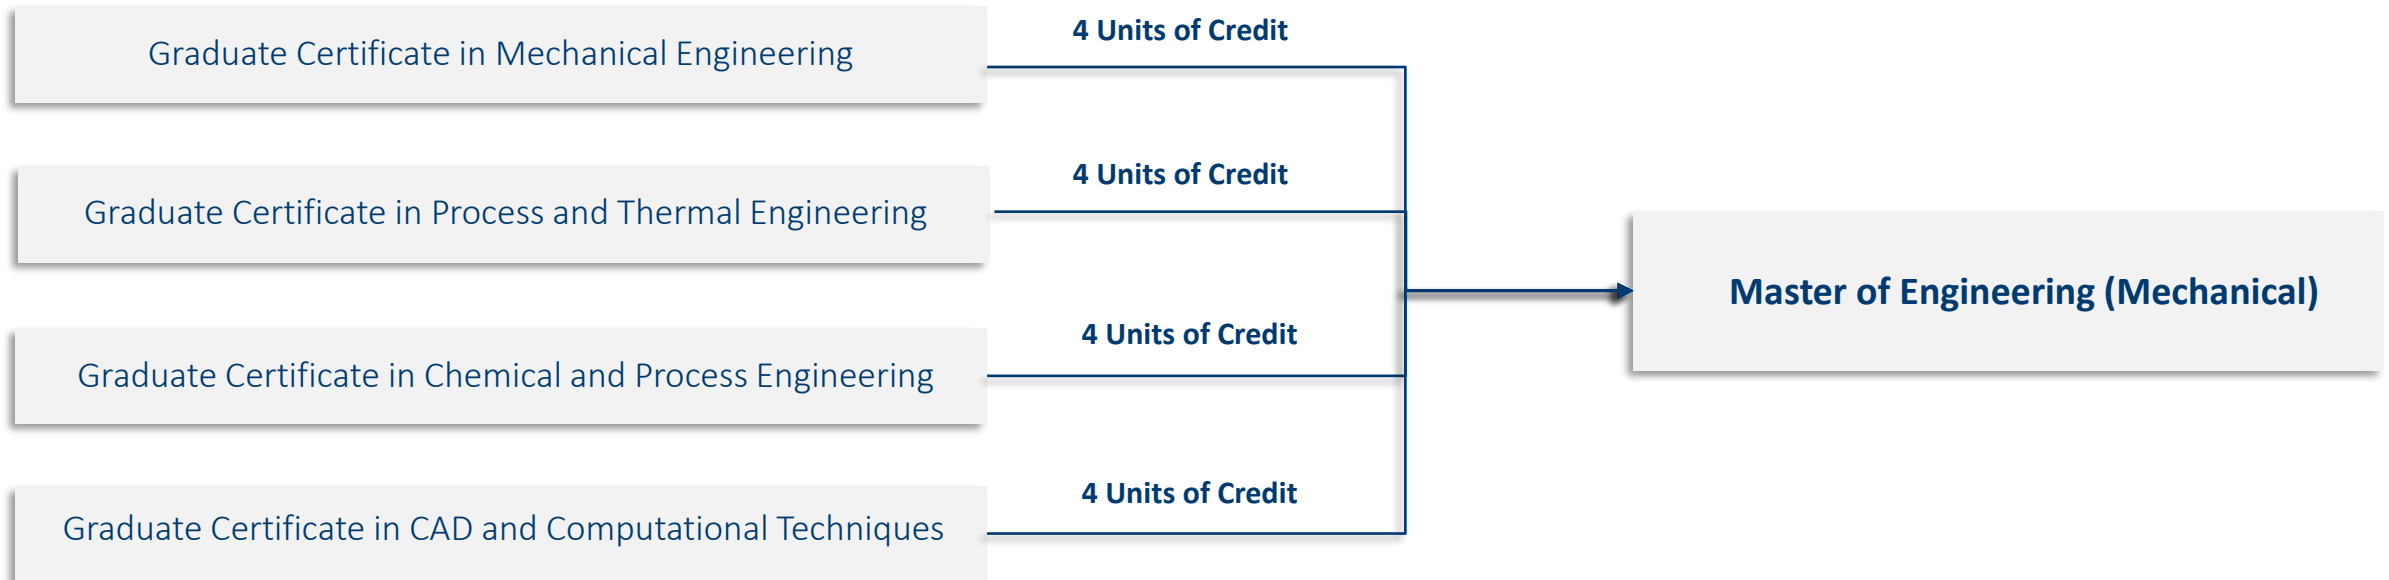 4 Units of Credit
Graduate Certificate in Mechanical Engineering
4 Units of Credit
Graduate Certificate in Process and Thermal Engineering
Master of Engineering (Mechanical)
4 Units of Credit
Graduate Certificate in Chemical and Process Engineering
4 Units of Credit
Graduate Certificate in CAD and Computational Techniques